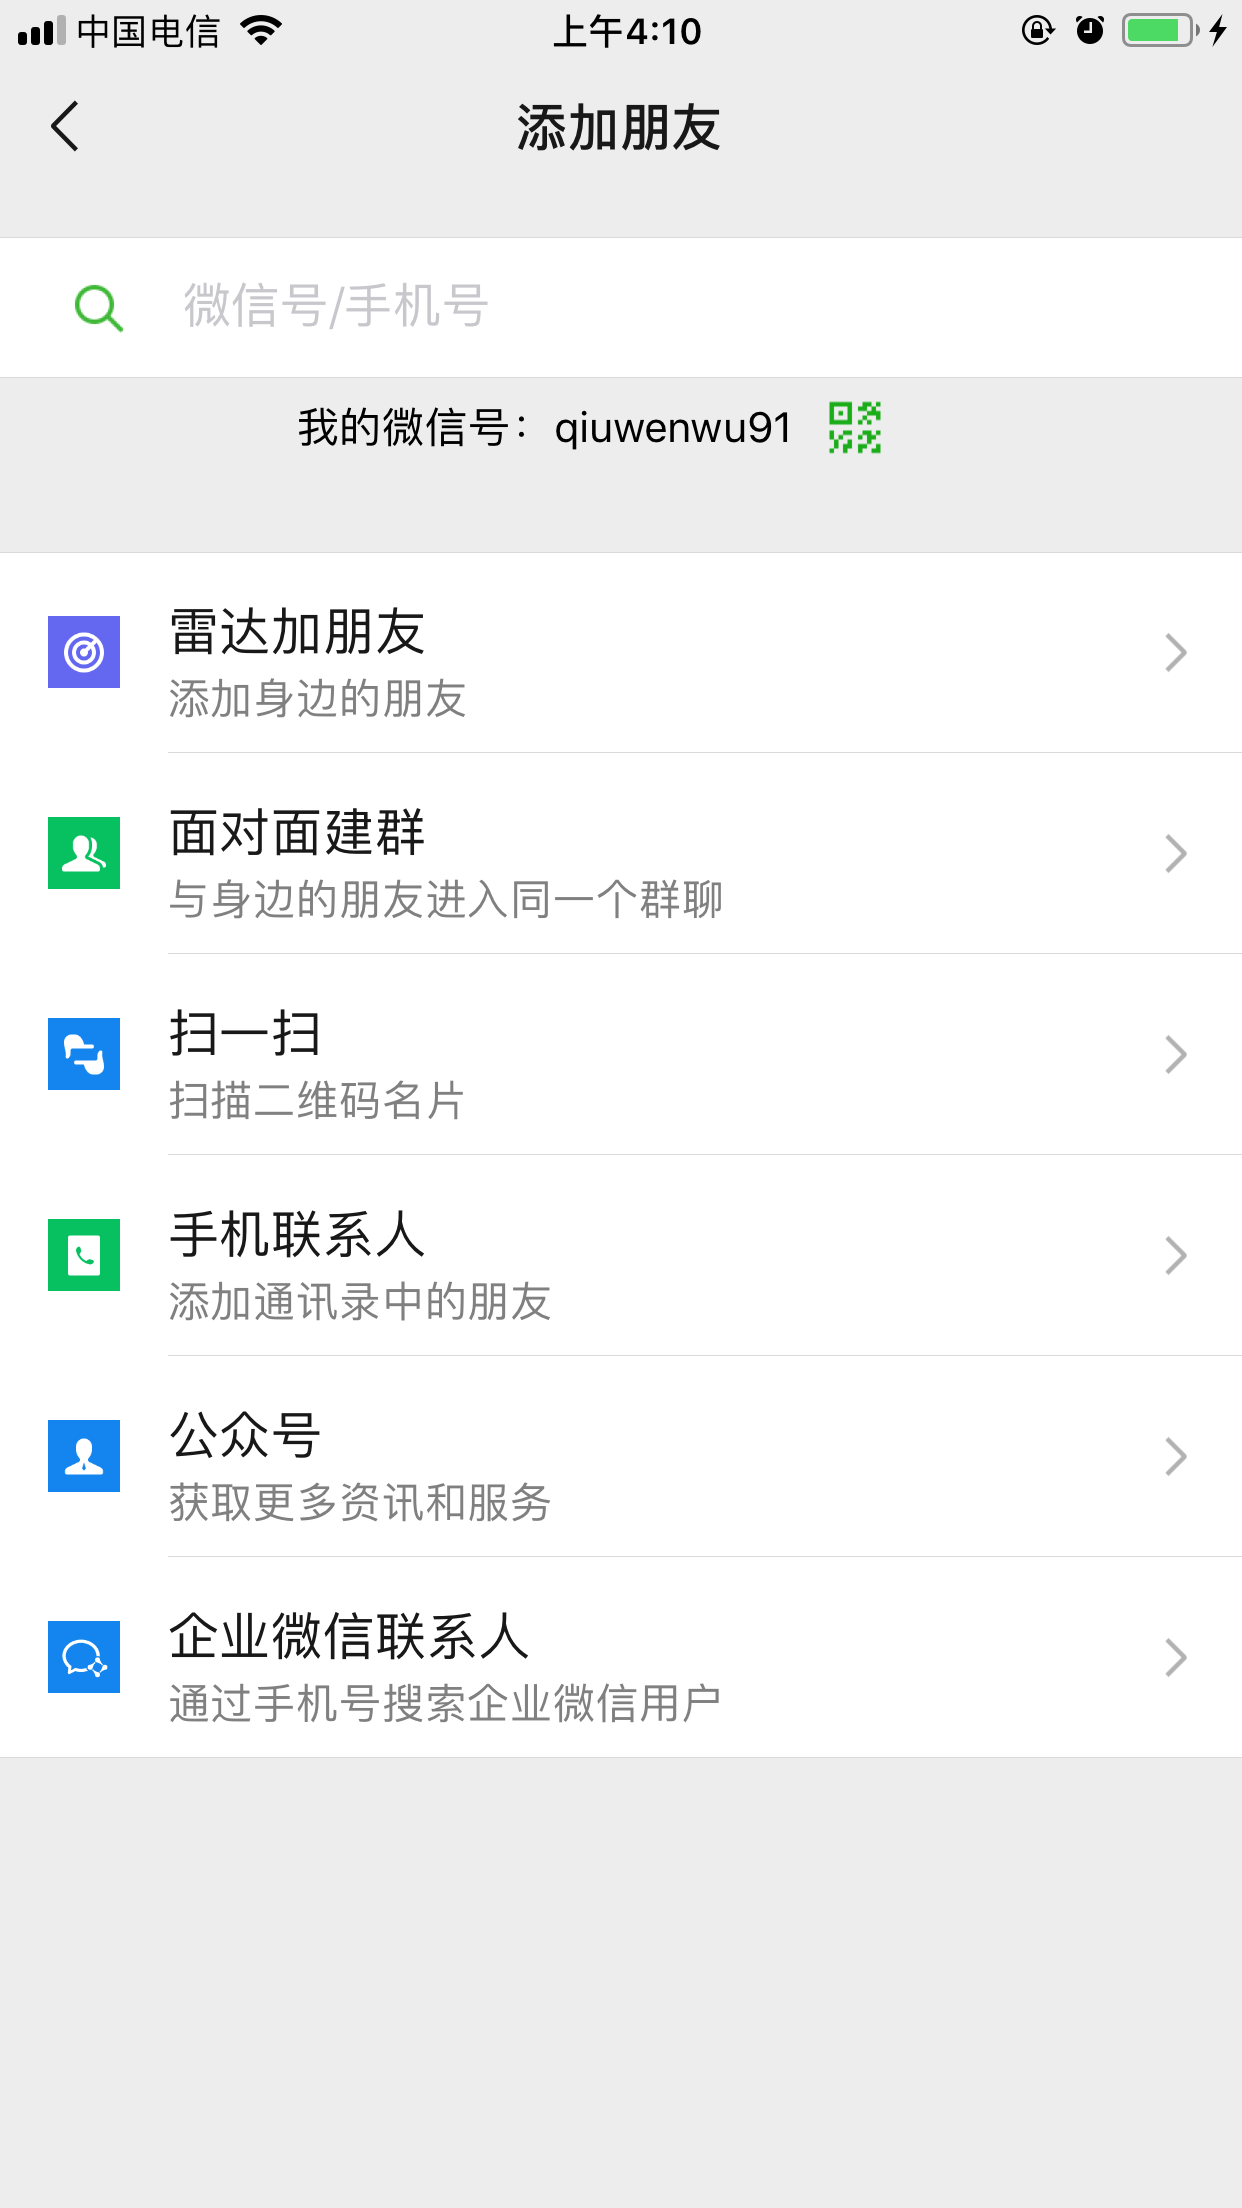 中国电信
上午4:10
添加朋友
微信号/手机号
我的微信号：qiuwenwu91
雷达加朋友
添加身边的朋友
面对面建群
与身边的朋友进入同一个群聊
扫一扫
扫描二维码名片
手机联系人
添加通讯录中的朋友
公众号
获取更多资讯和服务
企业微信联系人
通过手机号搜索企业微信用户